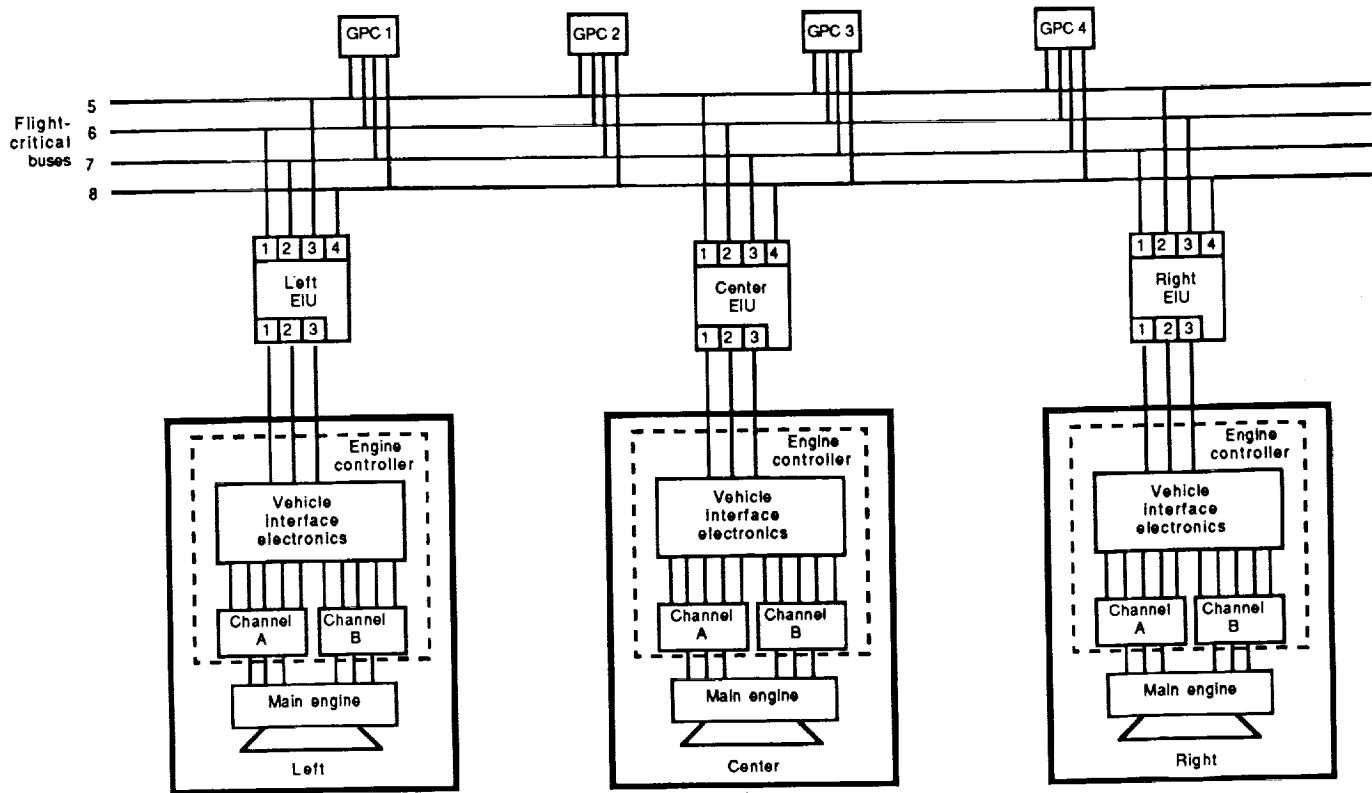 GPC 1
GPC 2
GPC 3
GPC 4
Flight-
critical
buses
5
6
7
8
1 2 3 4
Left
EIU
1 2 3
1 2 3 4
Center
EIU
1 2 3
1 2 3 4
Right
EIU
1 2 3
Engine
controller
Vehicle
interface
electronics
Channel
A
Channel
B
Main engine
Left
Engine
controller
Vehicle
interface
electronics
Channel
A
Channel
B
Main engine
Center
Engine
controller
Vehicle
interface
electronics
Channel
A
Channel
B
Main engine
Right